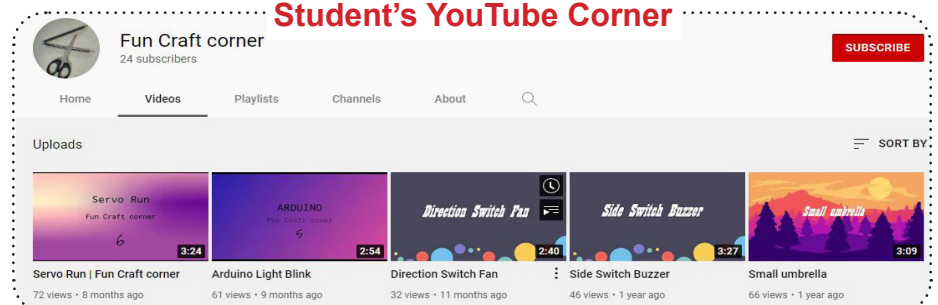 Student's YouTube Corner
Fun Craft corner
24 subscribers
SUBSCRIBE
Home Videos Playlists Channels About
Uploads
SORT BY
Servo Run
Fun Craft corner
6
3:24
ARDUINO
Fun Craft coner
5
2:54
Direction Switch Fan
2:40
Side Switch Buzzer
3:27
Small umbrella
3:09
Servo Run | Fun Craft corner
72 views • 8 months ago
Arduino Light Blink
61 views • 9 months ago
Direction Switch Fan
32 views • 11 months ago
Side Switch Buzzer
46 views • 1 year ago
Small umbrella
66 views • 1 year ago